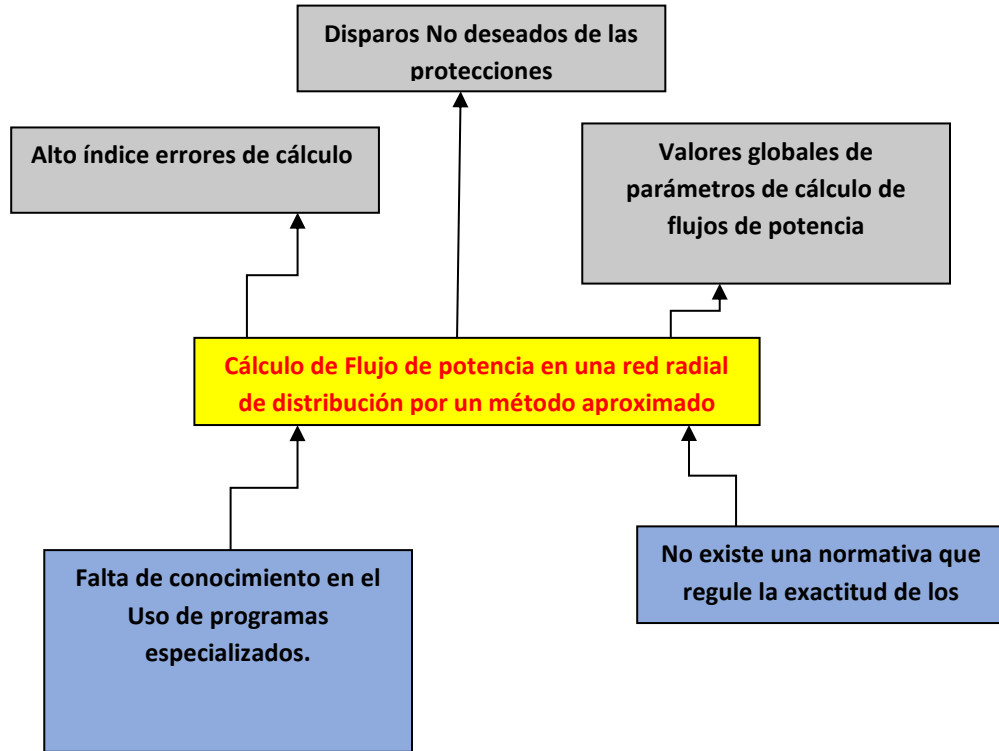 Disparos No deseados de las
protecciones
Alto índice errores de cálculo
Valores globales de
parámetros de cálculo de
flujos de potencia
Cálculo de Flujo de potencia en una red radial
de distribución por un método aproximado
Falta de conocimiento en el
Uso de programas
especializados.
No existe una normativa que
regule la exactitud de los